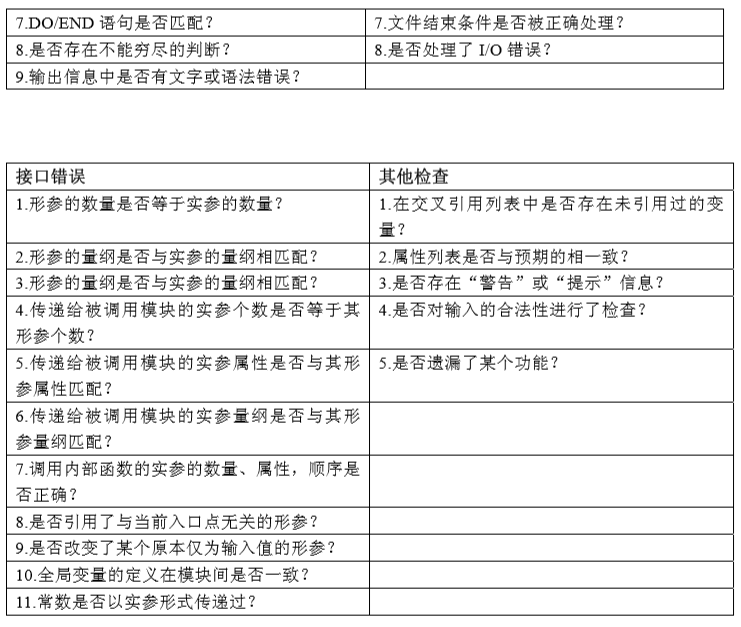 7.DO/END 语句是否匹配?
7.文件结束条件是否被正确处理?
8.是否存在不能穷尽的判断?
8.是否处理了 I/O 错误?
9.输出信息中是否有文字或语法错误?
接口错误
其他检查
1.形参的数量是否等于实参的数量?
1.在交叉引用列表中是否存在未引用过的变
量?
2.形参的量纲是否与实参的量纲相匹配?
2.属性列表是否与预期的相一致?
3.形参的量纲是否与实参的量纲相匹配?
3.是否存在“警告”或“提示”信息?
4.传递给被调用模块的实参个数是否等于其
形参个数?
4.是否对输入的合法性进行了检查?
5.传递给被调用模块的实参属性是否与其形
参属性匹配?
5.是否遗漏了某个功能?
6.传递给被调用模块的实参量纲是否与其形
参量纲匹配?
7.调用内部函数的实参的数量、属性，顺序是
否正确?
8.是否引用了与当前入口点无关的形参?
9.是否改变了某个原本仅为输入值的形参?
10.全局变量的定义在模块间是否一致?
11.常数是否以实参形式传递过?